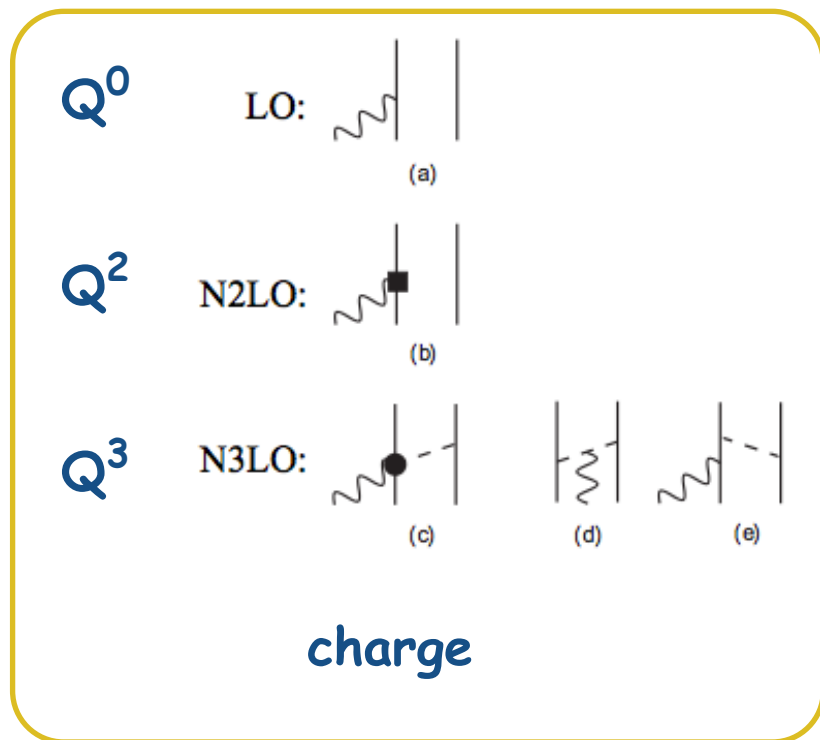 Q⁰ LO:
(a)
Q² N2LO:
(b)
Q³ N3LO:
(c) (d) (e)
charge